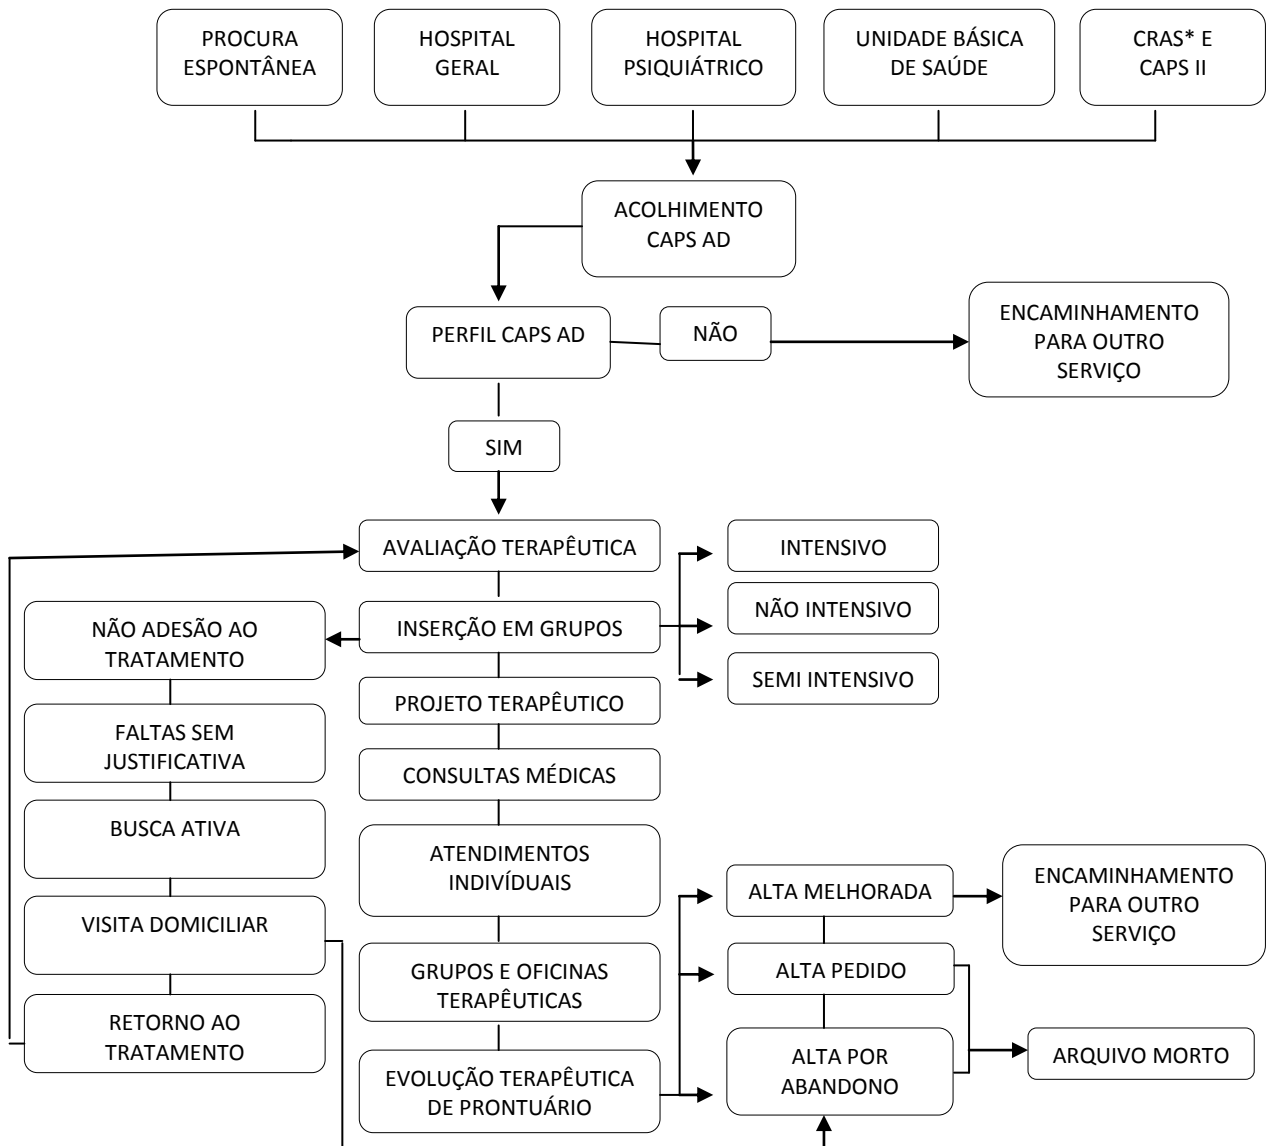 PROCURA
ESPONTÂNEA
HOSPITAL
GERAL
HOSPITAL
PSIQUIÁTRICO
UNIDADE BÁSICA
DE SAÚDE
CRAS* E
CAPS II
ACOLHIMENTO
CAPS AD
PERFIL CAPS AD
NÃO
ENCAMINHAMENTO
PARA OUTRO
SERVIÇO
SIM
AVALIAÇÃO TERAPÊUTICA
INTENSIVO
NÃO ADESÃO AO
TRATAMENTO
INSERÇÃO EM GRUPOS
NÃO INTENSIVO
SEMI INTENSIVO
PROJETO TERAPÊUTICO
FALTAS SEM
JUSTIFICATIVA
CONSULTAS MÉDICAS
BUSCA ATIVA
ATENDIMENTOS
INDIVÍDUAIS
ALTA MELHORADA
ENCAMINHAMENTO
PARA OUTRO
SERVIÇO
VISITA DOMICILIAR
GRUPOS E OFICINAS
TERAPÊUTICAS
ALTA PEDIDO
RETORNO AO
TRATAMENTO
EVOLUÇÃO TERAPÊUTICA
DE PRONTUÁRIO
ALTA POR
ABANDONO
ARQUIVO MORTO